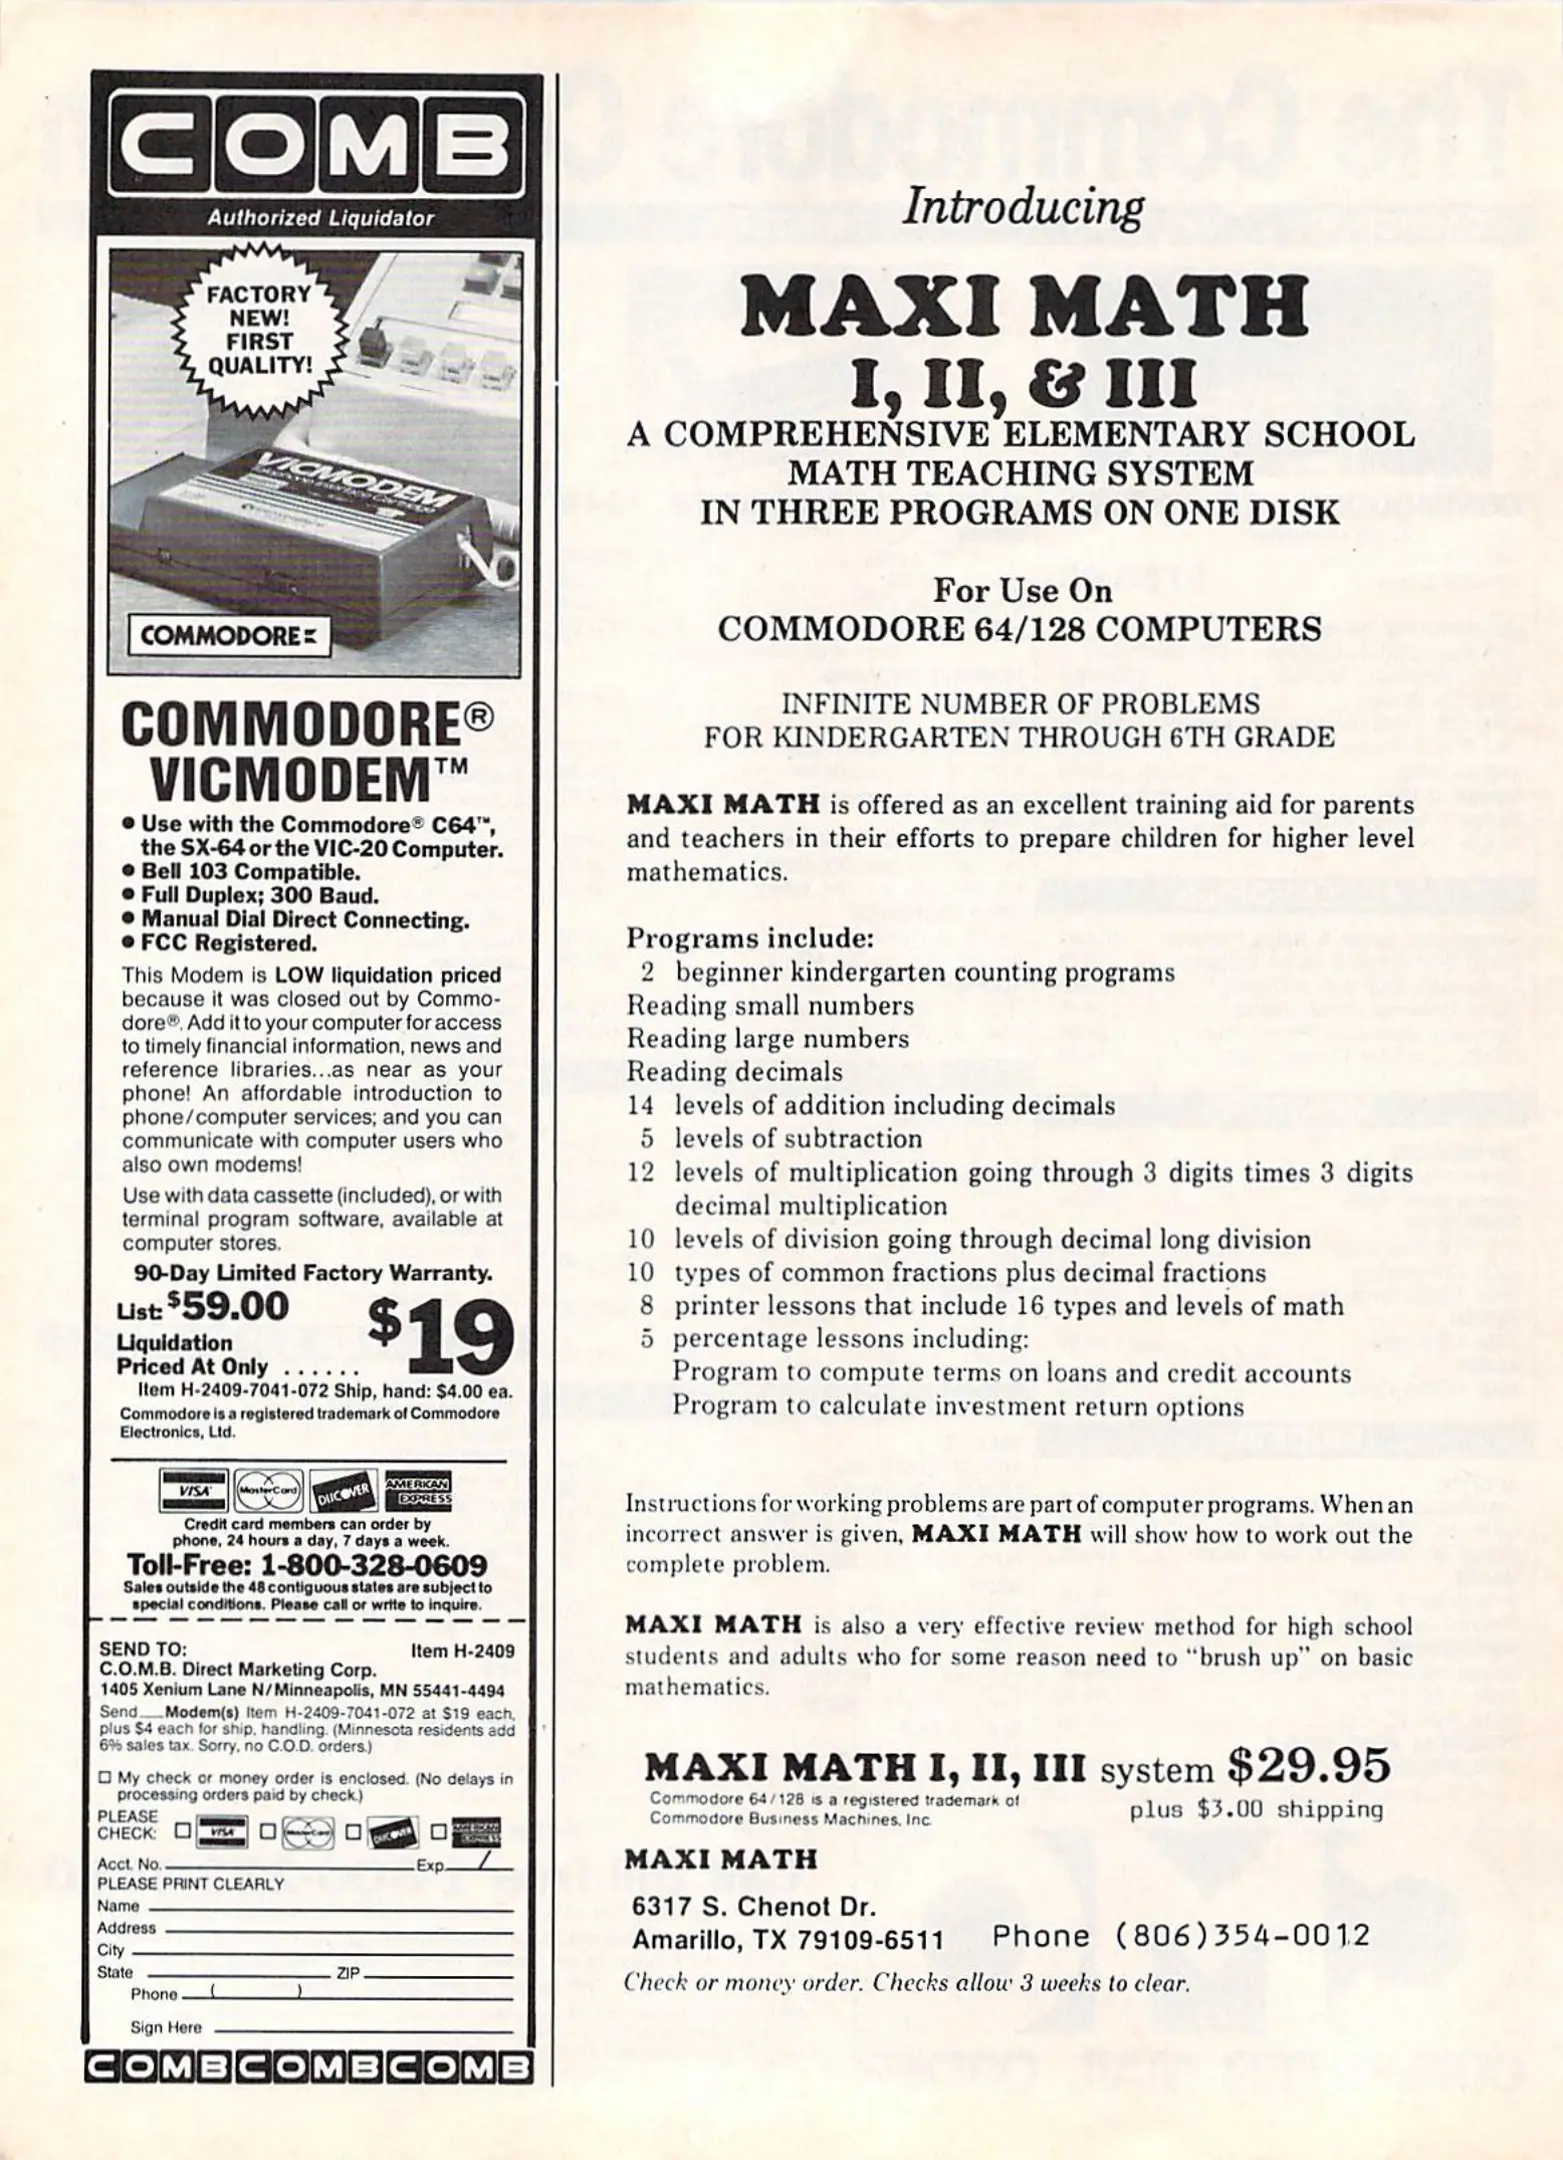 COMB
Authorized Liquidator
FACTORY
NEW!
FIRST
QUALITY!
VICMODEM
COMMODORE
COMMODORE®
VICMODEM™
• Use with the Commodore® C64™,
the SX-64 or the VIC-20 Computer.
• Bell 103 Compatible.
• Full Duplex; 300 Baud.
• Manual Dial Direct Connecting.
• FCC Registered.
This Modem is LOW liquidation priced
because it was closed out by Commo-
dore®. Add it to your computer for access
to timely financial information, news and
reference libraries...as near as your
phone! An affordable introduction to
phone/computer services; and you can
communicate with computer users who
also own modems!
Use with data cassette (included), or with
terminal program software, available at
computer stores.
90-Day Limited Factory Warranty.
List: $59.00
Liquidation
Priced At Only ...... $19
Item H-2409-7041-072 Ship, hand: $4.00 ea.
Commodore is a registered trademark of Commodore
Electronics, Ltd.
VISA MasterCard DISCOVER AMERICAN EXPRESS
Credit card members can order by
phone, 24 hours a day, 7 days a week.
Toll-Free: 1-800-328-0609
Sales outside the 48 contiguous states are subject to
special conditions. Please call or write to inquire.
SEND TO: Item H-2409
C.O.M.B. Direct Marketing Corp.
1405 Xenium Lane N/Minneapolis, MN 55441-4494
Send___Modem(s) Item H-2409-7041-072 at $19 each,
plus $4 each for ship, handling. (Minnesota residents add
6% sales tax. Sorry, no C.O.D. orders.)
☐ My check or money order is enclosed. (No delays in
processing orders paid by check.)
PLEASE
CHECK: ☐ VISA ☐ MasterCard ☐ DISCOVER ☐ AMERICAN EXPRESS
Acct. No. Exp. /
PLEASE PRINT CLEARLY
Name
Address
City
State ZIP
Phone ( )
Sign Here
COMBCOMBCOMB
Introducing
MAXI MATH
I, II, & III
A COMPREHENSIVE ELEMENTARY SCHOOL
MATH TEACHING SYSTEM
IN THREE PROGRAMS ON ONE DISK
For Use On
COMMODORE 64/128 COMPUTERS
INFINITE NUMBER OF PROBLEMS
FOR KINDERGARTEN THROUGH 6TH GRADE
MAXI MATH is offered as an excellent training aid for parents
and teachers in their efforts to prepare children for higher level
mathematics.
Programs include:
2 beginner kindergarten counting programs
Reading small numbers
Reading large numbers
Reading decimals
14 levels of addition including decimals
5 levels of subtraction
12 levels of multiplication going through 3 digits times 3 digits
decimal multiplication
10 levels of division going through decimal long division
10 types of common fractions plus decimal fractions
8 printer lessons that include 16 types and levels of math
5 percentage lessons including:
Program to compute terms on loans and credit accounts
Program to calculate investment return options
Instructions for working problems are part of computer programs. When an
incorrect answer is given, MAXI MATH will show how to work out the
complete problem.
MAXI MATH is also a very effective review method for high school
students and adults who for some reason need to "brush up" on basic
mathematics.
MAXI MATH I, II, III system $29.95
Commodore 64/128 is a registered trademark of
Commodore Business Machines, Inc.
plus $3.00 shipping
MAXI MATH
6317 S. Chenot Dr.
Amarillo, TX 79109-6511 Phone (806)354-0012
Check or money order. Checks allow 3 weeks to clear.